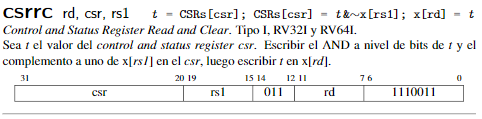 csrrc rd, csr, rs1 t = CSRs[csr]; CSRs[csr] = t&~x[rs1]; x[rd] = t
Control and Status Register Read and Clear. Tipo I, RV32I y RV64I.
Sea t el valor del control and status register csr. Escribir el AND a nivel de bits de t y el
complemento a uno de x[rs1] en el csr, luego escribir t en x[rd].
31 20 19 15 14 12 11 7 6 0
csr rs1 011 rd 1110011